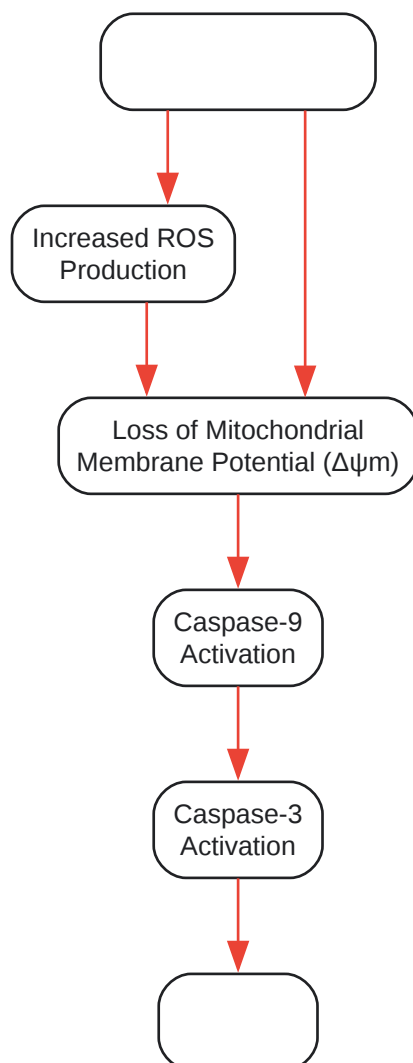 Increased ROS
Production
Loss of Mitochondrial
Membrane Potential (Δψm)
Caspase-9
Activation
Caspase-3
Activation